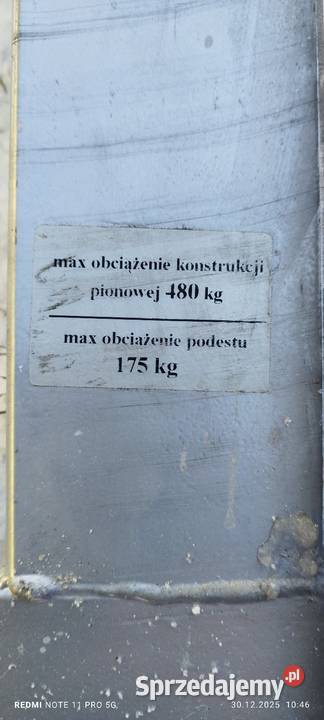 max obciążenie konstrukcji
pionowej 480 kg
max obciażenie podestu
175 kg
REDMI NOTE 11 PRO 5G
30.12.2025 10:46
Sprzedajemy.pl